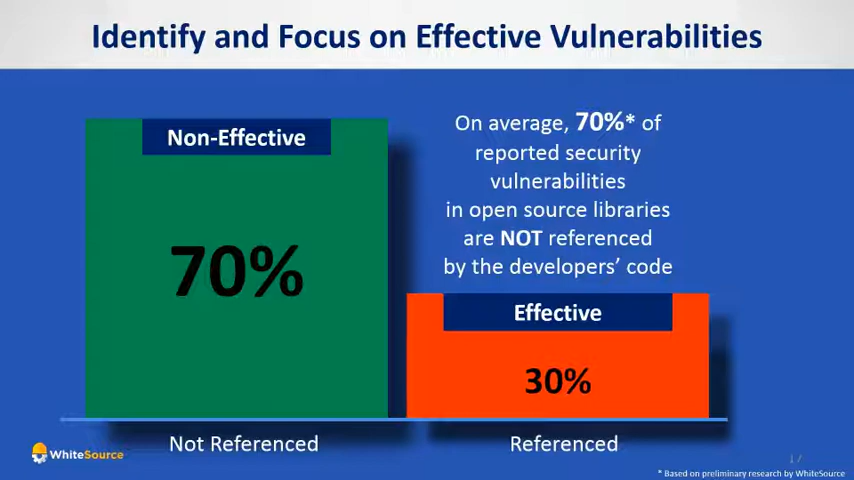 Identify and Focus on Effective Vulnerabilities
Non-Effective
70%
Not Referenced
On average, 70%* of
reported security
vulnerabilities
in open source libraries
are NOT referenced
by the developers’ code
Effective
30%
Referenced
WhiteSource
* Based on preliminary research by WhiteSource